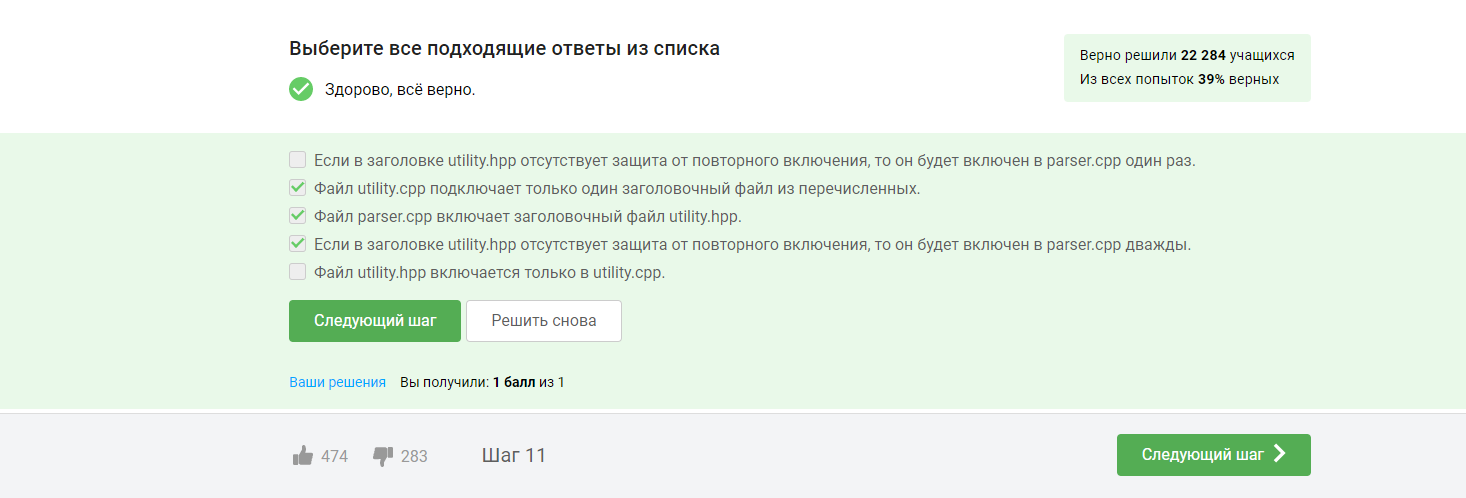 Выберите все подходящие ответы из списка
Здорово, всё верно.
Верно решили 22 284 учащихся
Из всех попыток 39% верных
Если в заголовке utility.hpp отсутствует защита от повторного включения, то он будет включен в parser.cpp один раз.
Файл utility.cpp подключает только один заголовочный файл из перечисленных.
Файл parser.cpp включает заголовочный файл utility.hpp.
Если в заголовке utility.hpp отсутствует защита от повторного включения, то он будет включен в parser.cpp дважды.
Файл utility.hpp включается только в utility.cpp.
Следующий шаг Решить снова
Ваши решения Вы получили: 1 балл из 1
474 283 Шаг 11 Следующий шаг